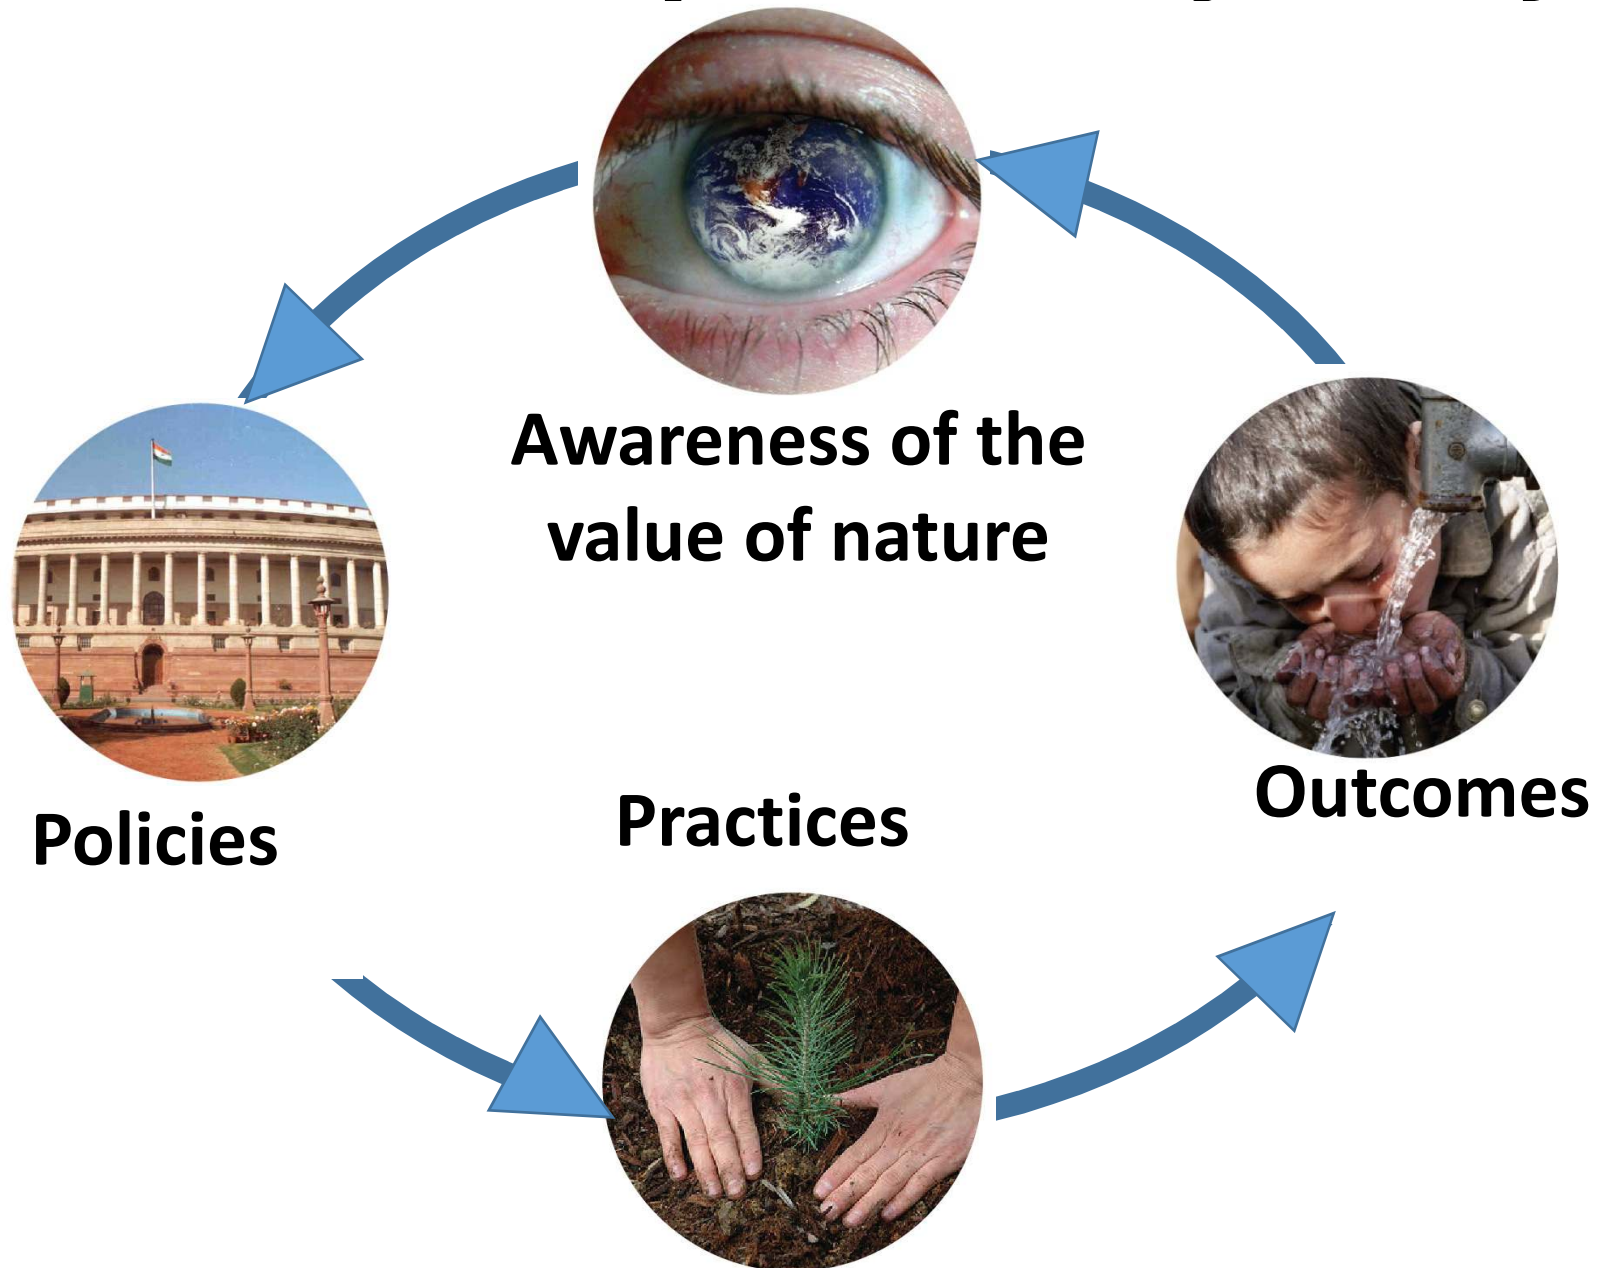 Awareness of the
value of nature
Policies
Practices
Outcomes